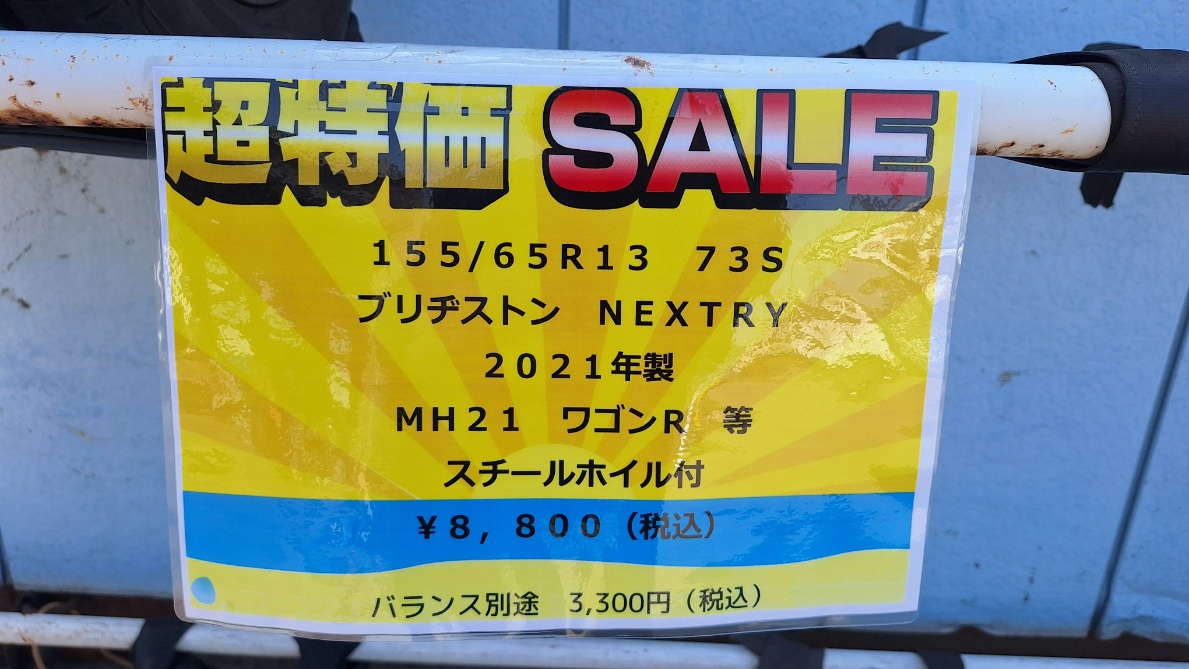 超特価 SALE
155/65R13 73S
ブリヂストン NEXTRY
2021年製
MH21 ワゴンR 等
スチールホイル付
¥8,800(税込)
バランス別途 3,300円(税込)